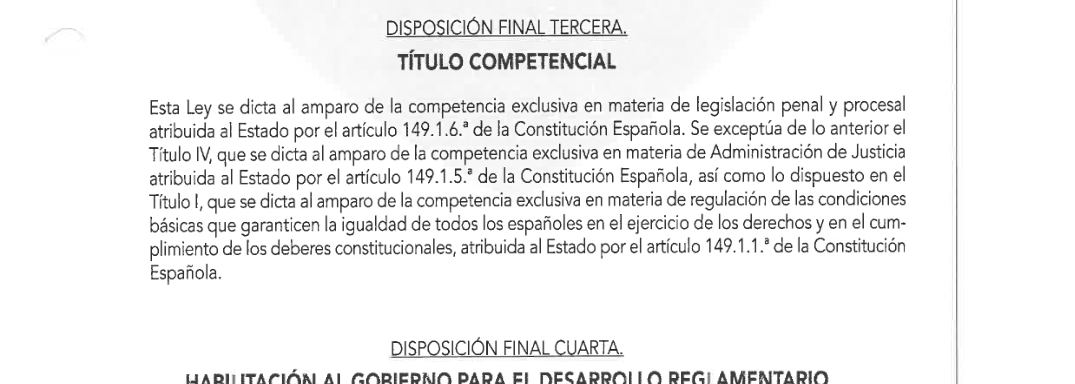 DISPOSICIÓN FINAL TERCERA.
TÍTULO COMPETENCIAL
Esta Ley se dicta al amparo de la competencia exclusiva en materia de legislación penal y procesal
atribuida al Estado por el artículo 149.1.6.ª de la Constitución Española. Se exceptúa de lo anterior el
Título IV, que se dicta al amparo de la competencia exclusiva en materia de Administración de Justicia
atribuida al Estado por el artículo 149.1.5.ª de la Constitución Española, así como lo dispuesto en el
Título I, que se dicta al amparo de la competencia exclusiva en materia de regulación de las condiciones
básicas que garanticen la igualdad de todos los españoles en el ejercicio de los derechos y en el cum-
plimiento de los deberes constitucionales, atribuida al Estado por el artículo 149.1.1.ª de la Constitución
Española.
DISPOSICIÓN FINAL CUARTA.
HABILITACIÓN AL GOBIERNO PARA EL DESARROLLO REGLAMENTARIO